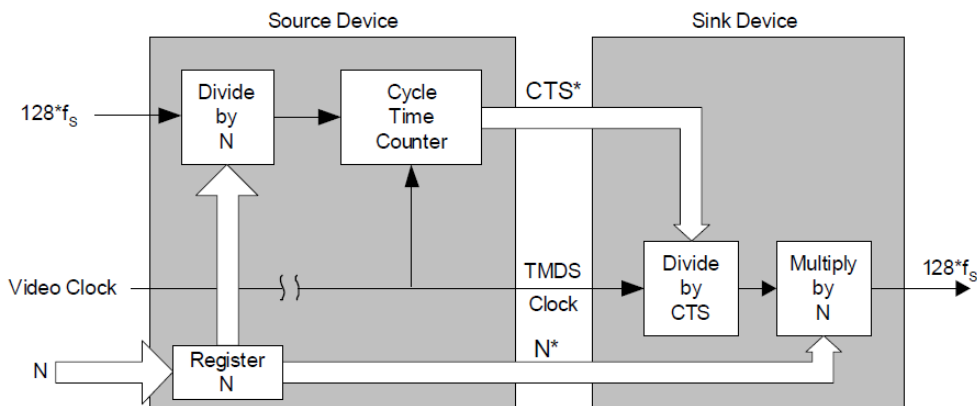 Source Device
Sink Device
128*fS
Divide
by
N
Cycle
Time
Counter
CTS*
Video Clock
TMDS
Clock
Divide
by
CTS
Multiply
by
N
128*fS
N
Register
N
N*